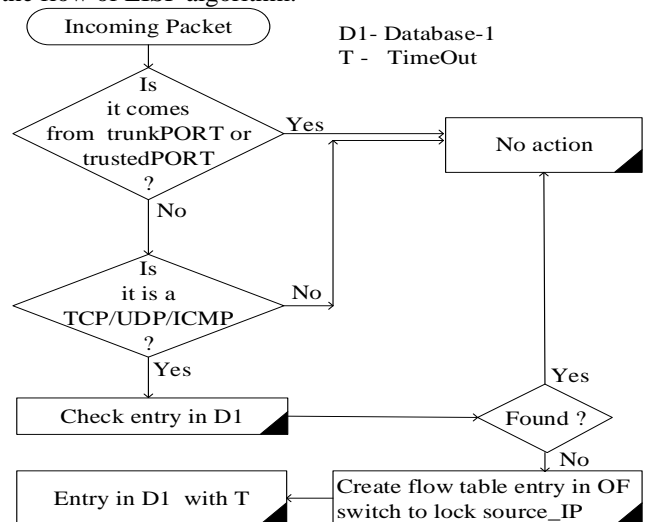 the flow of LISP algorithm.
Incoming Packet
D1- Database-1
T - TimeOut
Is
it comes
from trunkPORT or
trustedPORT
?
Yes
No action
No
Is
it is a
TCP/UDP/ICMP
?
No
Yes
Check entry in D1
Found ?
Yes
No
Create flow table entry in OF
switch to lock source_IP
Entry in D1 with T